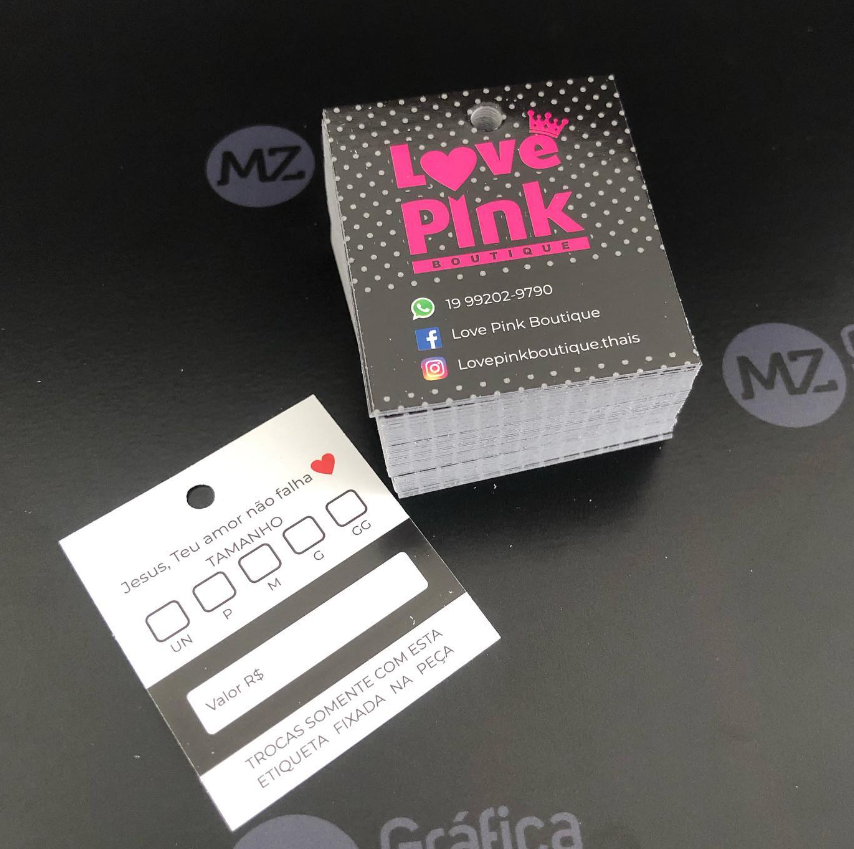 MZ
Love
Pink
BOUTIQUE
19 99202-9790
Love Pink Boutique
Lovepinkboutique.thais
MZ
Jesus, Teu amor não falha
TAMANHO
UN P M G GG
Valor R$
TROCAS SOMENTE COM ESTA
ETIQUETA FIXADA NA PEÇA
Gráfica